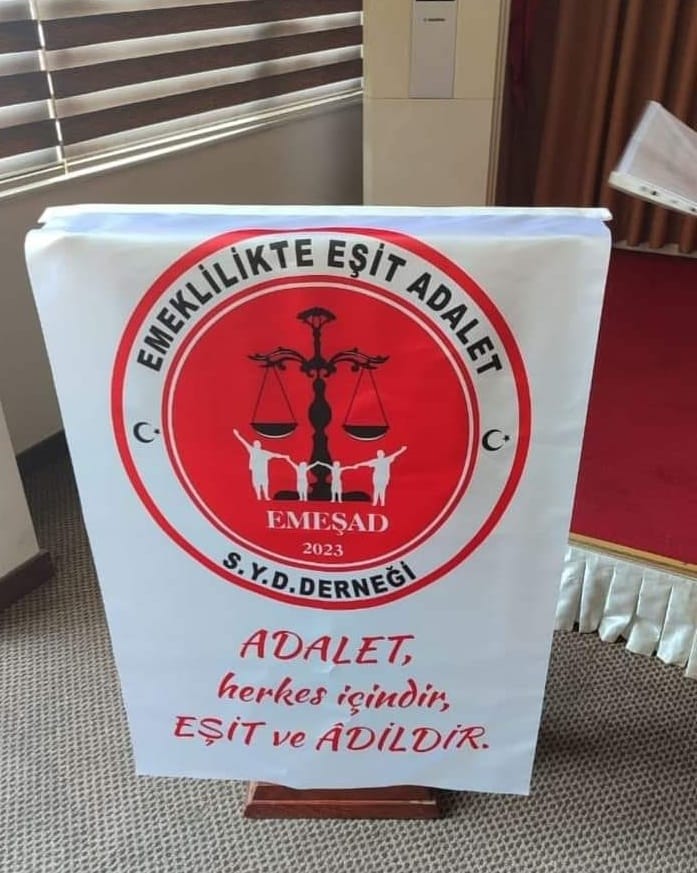 EMEKLİLİKTE EŞİT ADALET
EMEŞAD
2023
S.Y.D.DERNEĞİ
ADALET,
herkes içindir,
EŞİT ve ÂDİLDİR.